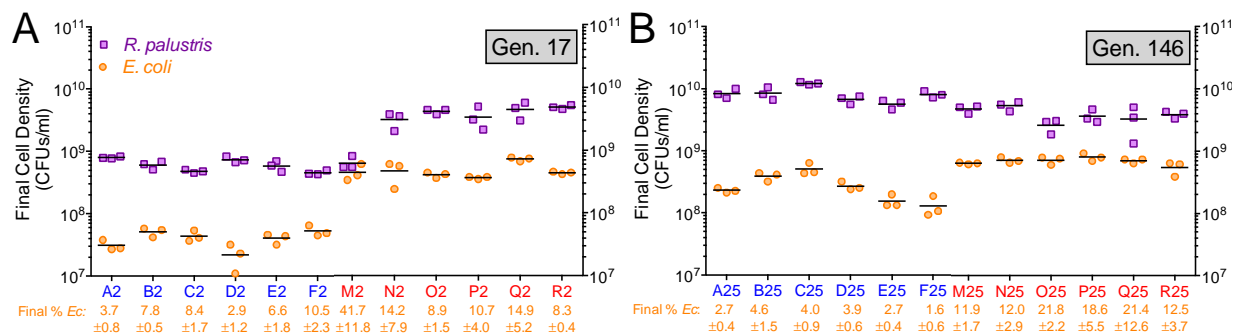 A
Gen. 17
R. palustris
E. coli
Final Cell Density
(CFUs/ml)
10¹¹
10¹⁰
10⁹
10⁸
10⁷
10¹¹
10¹⁰
10⁹
10⁸
10⁷
A2 B2 C2 D2 E2 F2 M2 N2 O2 P2 Q2 R2
Final % Ec: 3.7 7.8 8.4 2.9 6.6 10.5 41.7 14.2 8.9 10.7 14.9 8.3
±0.8 ±0.5 ±1.7 ±1.2 ±1.8 ±2.3 ±11.8 ±7.9 ±1.5 ±4.0 ±5.2 ±0.4
B
Gen. 146
Final Cell Density
(CFUs/ml)
10¹¹
10¹⁰
10⁹
10⁸
10⁷
10¹¹
10¹⁰
10⁹
10⁸
10⁷
A25 B25 C25 D25 E25 F25 M25 N25 O25 P25 Q25 R25
Final % Ec: 2.7 4.6 4.0 3.9 2.7 1.6 11.9 12.0 21.8 18.6 21.4 12.5
±0.4 ±1.5 ±0.9 ±0.6 ±0.4 ±0.6 ±1.7 ±2.9 ±2.2 ±5.5 ±12.6 ±3.7